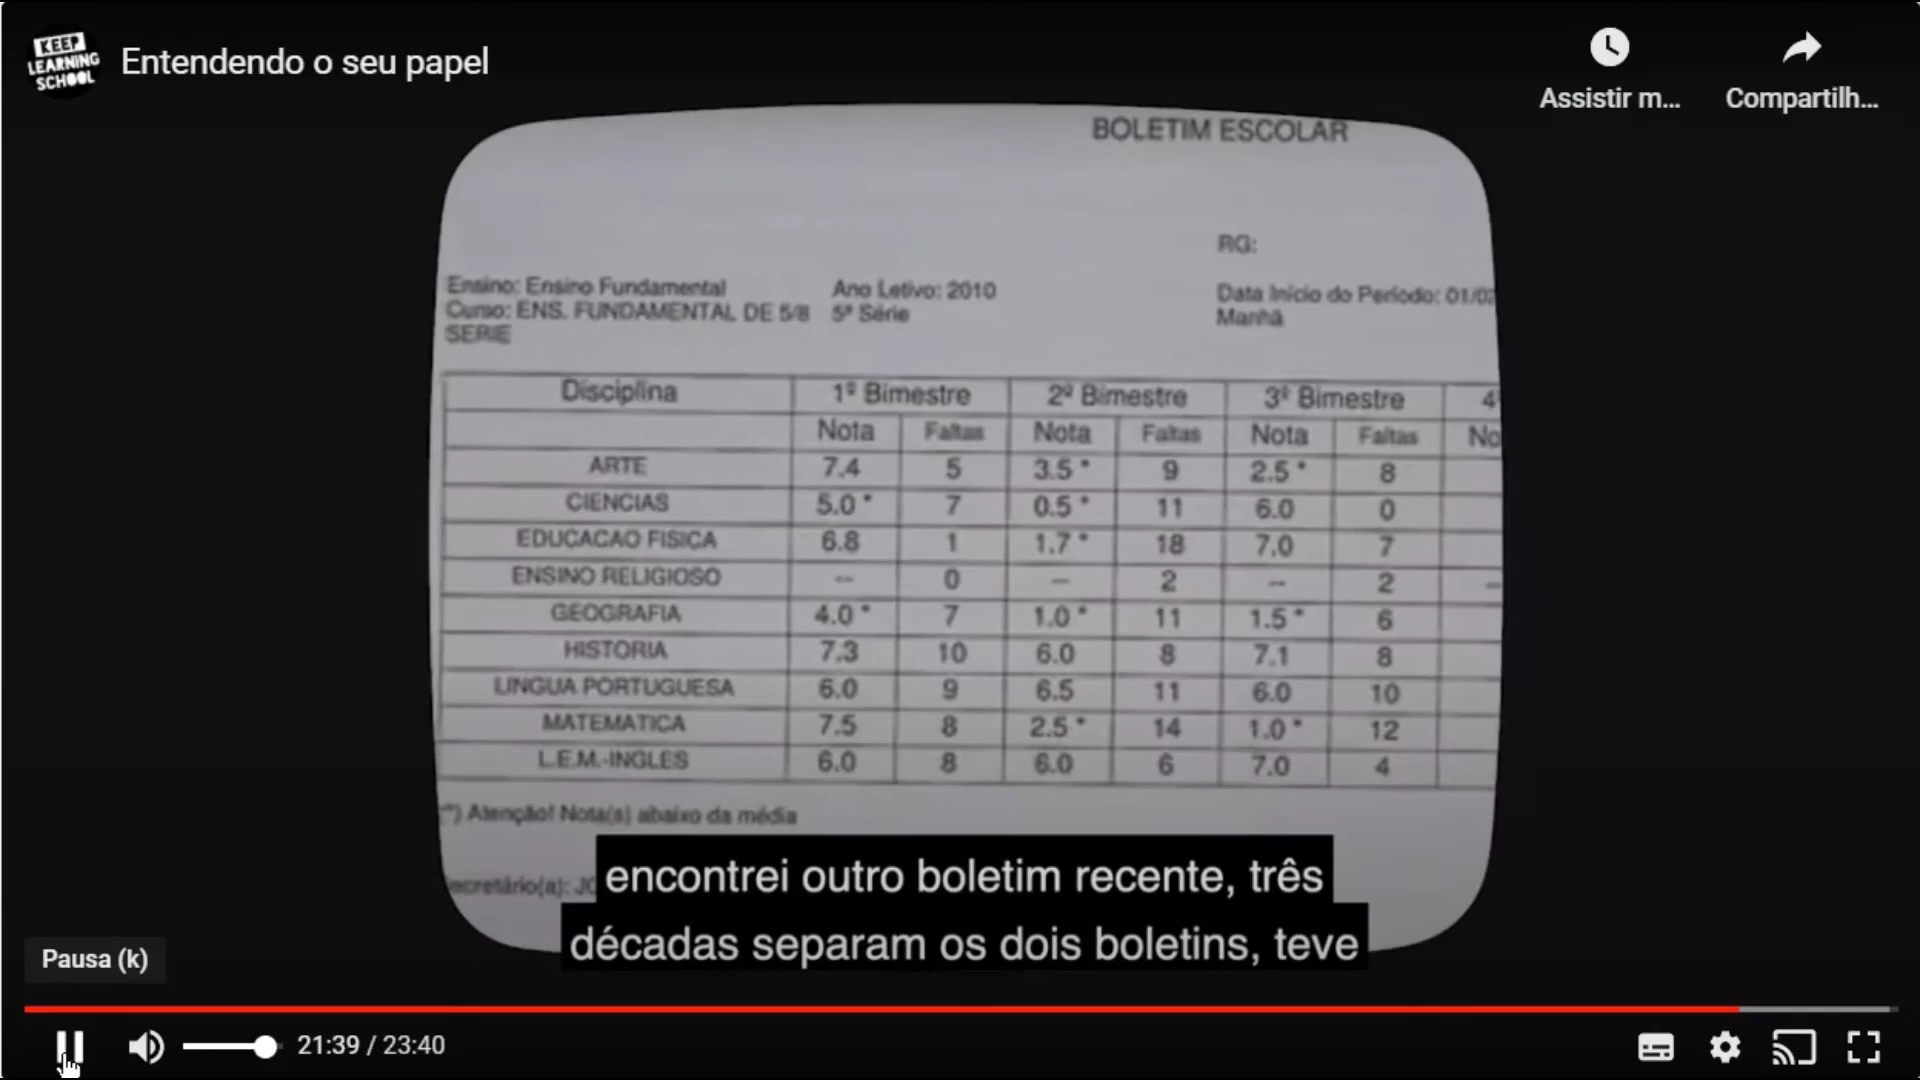 KEEP
LEARNING
SCHOOL
Entendendo o seu papel
Assistir m...
Compartilh...
BOLETIM ESCOLAR
RG:
Ensino: Ensino Fundamental Ano Letivo: 2010 Data Início do Período: 01/02
Curso: ENS. FUNDAMENTAL DE 5/8 5ª Série Manhã
SERIE
Disciplina 1º Bimestre 2º Bimestre 3º Bimestre 4º
Nota Faltas Nota Faltas Nota Faltas No
ARTE 7.4 5 3.5 * 9 2.5 * 8
CIENCIAS 5.0 * 7 0.5 * 11 6.0 0
EDUCACAO FISICA 6.8 1 1.7 * 18 7.0 7
ENSINO RELIGIOSO -- 0 -- 2 -- 2 --
GEOGRAFIA 4.0 * 7 1.0 * 11 1.5 * 6
HISTORIA 7.3 10 6.0 8 7.1 8
LINGUA PORTUGUESA 6.0 9 6.5 11 6.0 10
MATEMATICA 7.5 8 2.5 * 14 1.0 * 12
L.E.M.-INGLES 6.0 8 6.0 6 7.0 4
*) Atenção! Nota(s) abaixo da média
ecretário(a): JO
encontrei outro boletim recente, três
décadas separam os dois boletins, teve
Pausa (k)
21:39 / 23:40